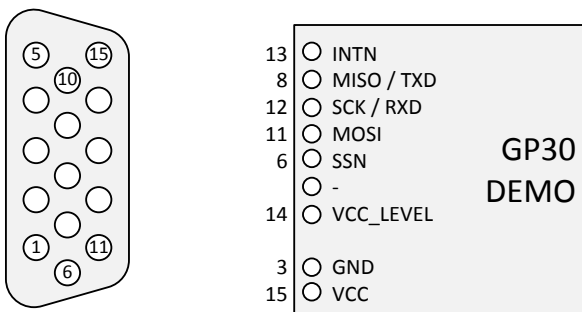 5 15
10
1 11
6
13 INTN
8 MISO / TXD
12 SCK / RXD
11 MOSI
6 SSN
-
14 VCC_LEVEL
3 GND
15 VCC
GP30
DEMO